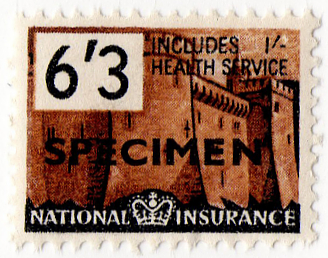 6'3
INCLUDES 1/-
HEALTH SERVICE
SPECIMEN
NATIONAL INSURANCE